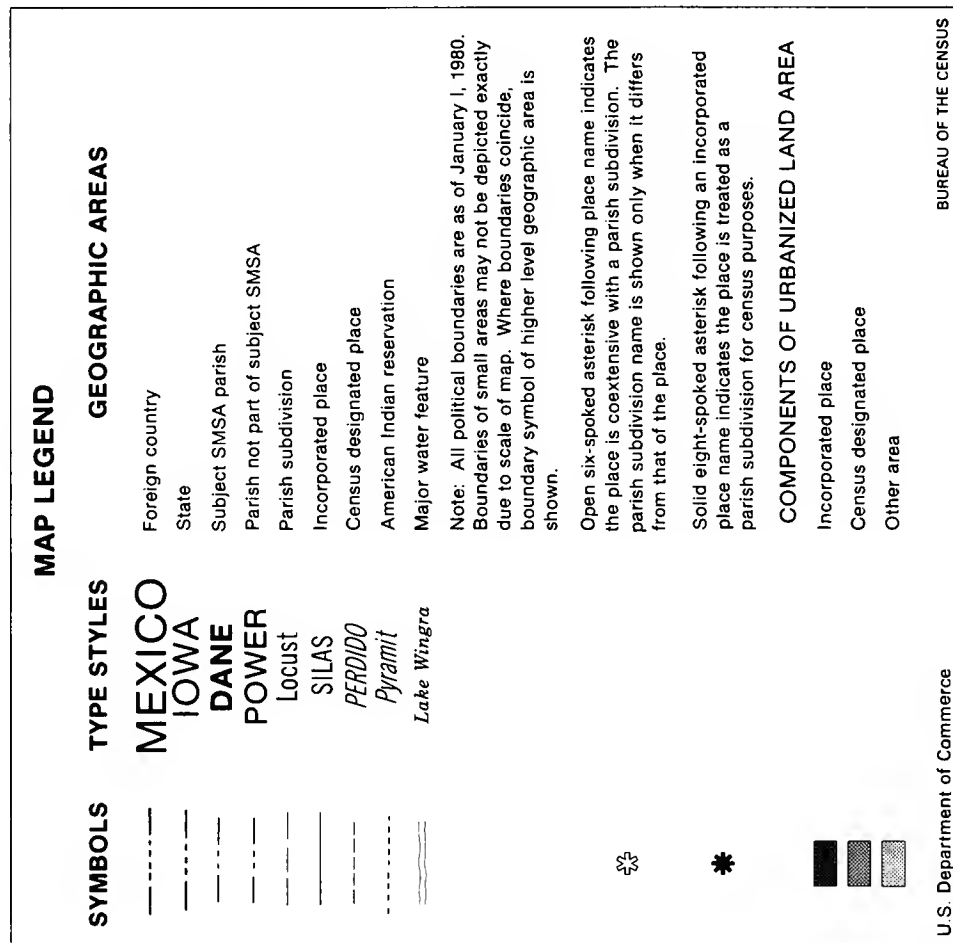 MAP LEGEND
SYMBOLS TYPE STYLES GEOGRAPHIC AREAS
MEXICO Foreign country
IOWA State
DANE Subject SMSA parish
POWER Parish not part of subject SMSA
Locust Parish subdivision
SILAS Incorporated place
PERDIDO Census designated place
Pyramit American Indian reservation
Lake Wingra Major water feature
Note: All political boundaries are as of January I, 1980.
Boundaries of small areas may not be depicted exactly
due to scale of map. Where boundaries coincide,
boundary symbol of higher level geographic area is
shown.
Open six-spoked asterisk following place name indicates
the place is coextensive with a parish subdivision. The
parish subdivision name is shown only when it differs
from that of the place.
Solid eight-spoked asterisk following an incorporated
place name indicates the place is treated as a
parish subdivision for census purposes.
COMPONENTS OF URBANIZED LAND AREA
Incorporated place
Census designated place
Other area
U.S. Department of Commerce BUREAU OF THE CENSUS